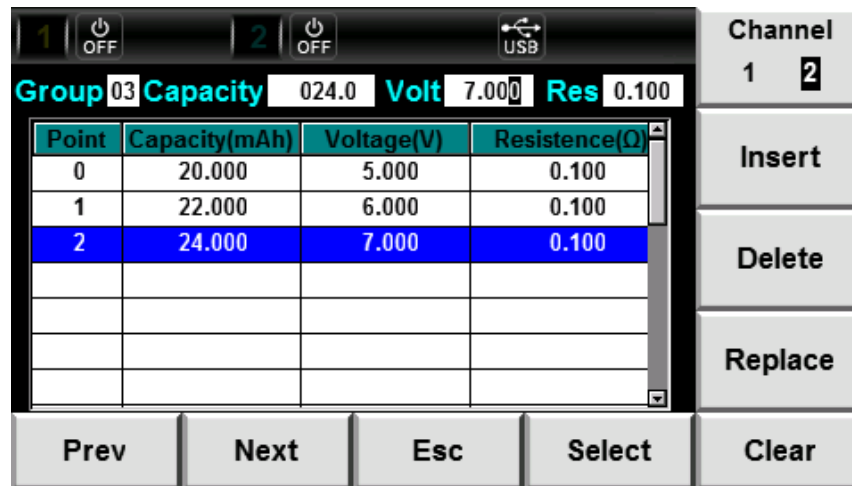 1 OFF 2 OFF USB
Channel
1 2
Group 03 Capacity 024.0 Volt 7.000 Res 0.100
Point Capacity(mAh) Voltage(V) Resistence(Ω)
0 20.000 5.000 0.100
1 22.000 6.000 0.100
2 24.000 7.000 0.100
Insert
Delete
Replace
Prev Next Esc Select Clear